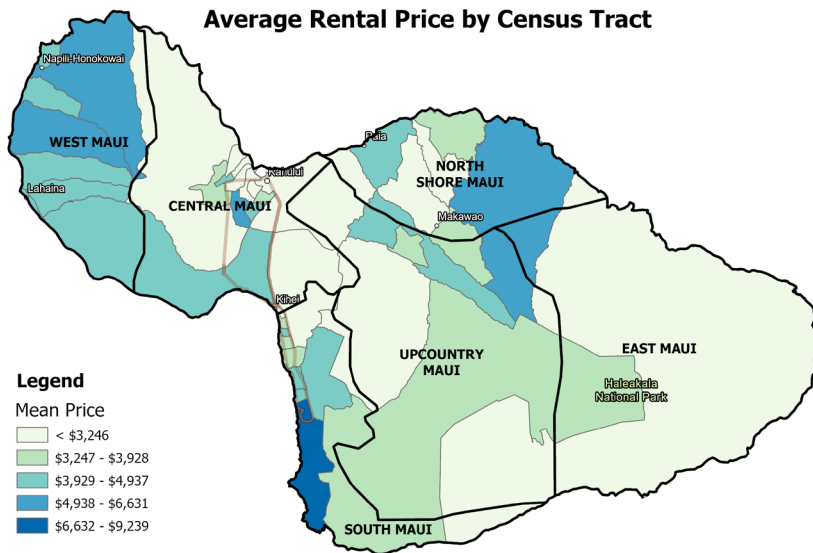 Average Rental Price by Census Tract
Napili-Honokowai
WEST MAUI
Lahaina
Paia
NORTH
SHORE MAUI
Kahului
CENTRAL MAUI
Makawao
Kihei
UPCOUNTRY
MAUI
EAST MAUI
Haleakala
National Park
SOUTH MAUI
Legend
Mean Price
< $3,246
$3,247 - $3,928
$3,929 - $4,937
$4,938 - $6,631
$6,632 - $9,239